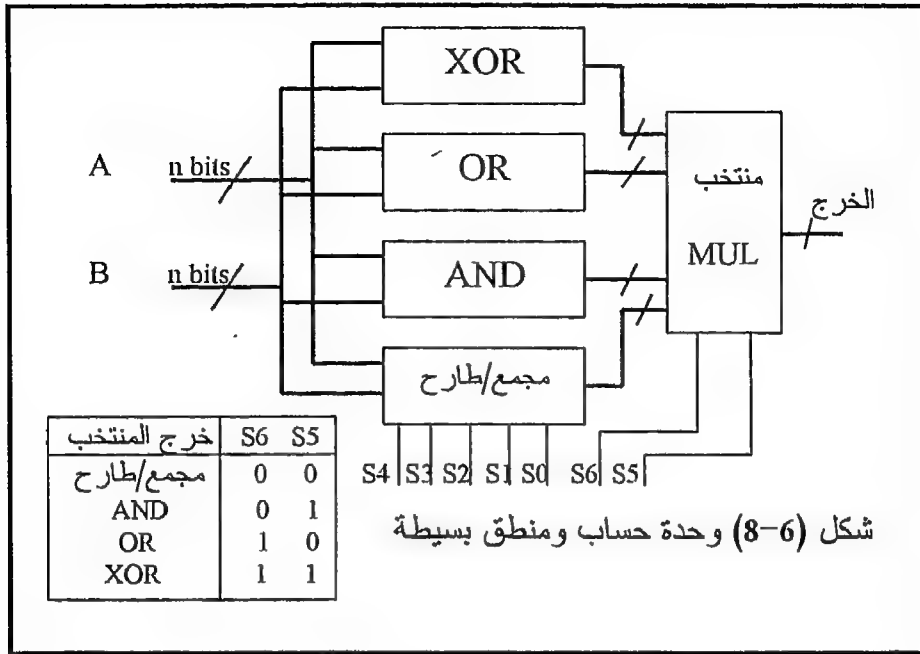 XOR
OR
AND
مجمع/طارح
A n bits
B n bits
منتخب
MUL
الخرج
S4 S3 S2 S1 S0 S6 S5
خرج المنتخب S6 S5
مجمع/طارح 0 0
AND 0 1
OR 1 0
XOR 1 1
شكل (6-8) وحدة حساب ومنطق بسيطة